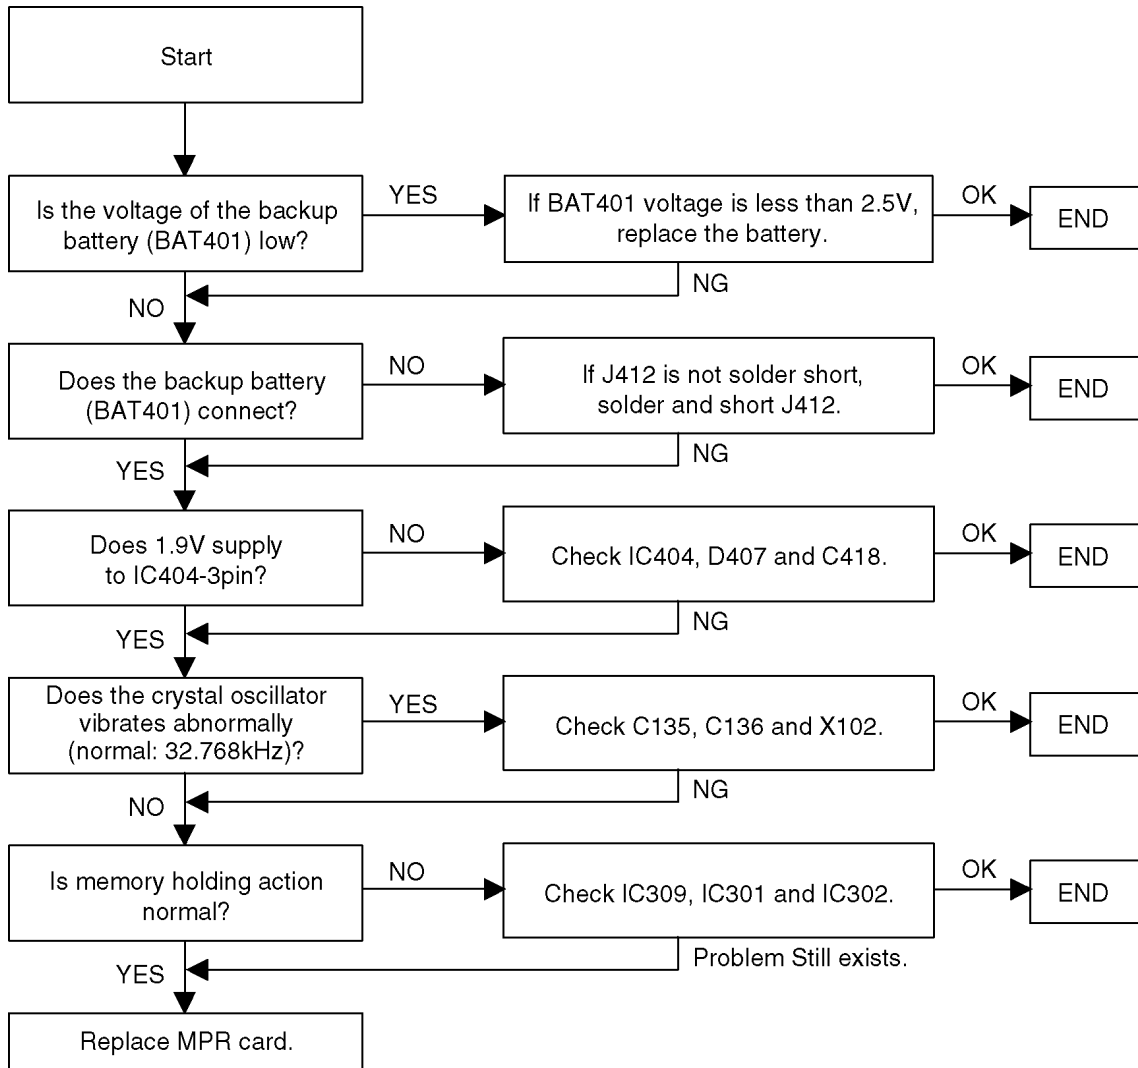 Start
Is the voltage of the backup
battery (BAT401) low?
YES
If BAT401 voltage is less than 2.5V,
replace the battery.
OK
END
NG
NO
Does the backup battery
(BAT401) connect?
NO
If J412 is not solder short,
solder and short J412.
OK
END
NG
YES
Does 1.9V supply
to IC404-3pin?
NO
Check IC404, D407 and C418.
OK
END
NG
YES
Does the crystal oscillator
vibrates abnormally
(normal: 32.768kHz)?
YES
Check C135, C136 and X102.
OK
END
NG
NO
Is memory holding action
normal?
NO
Check IC309, IC301 and IC302.
OK
END
Problem Still exists.
YES
Replace MPR card.